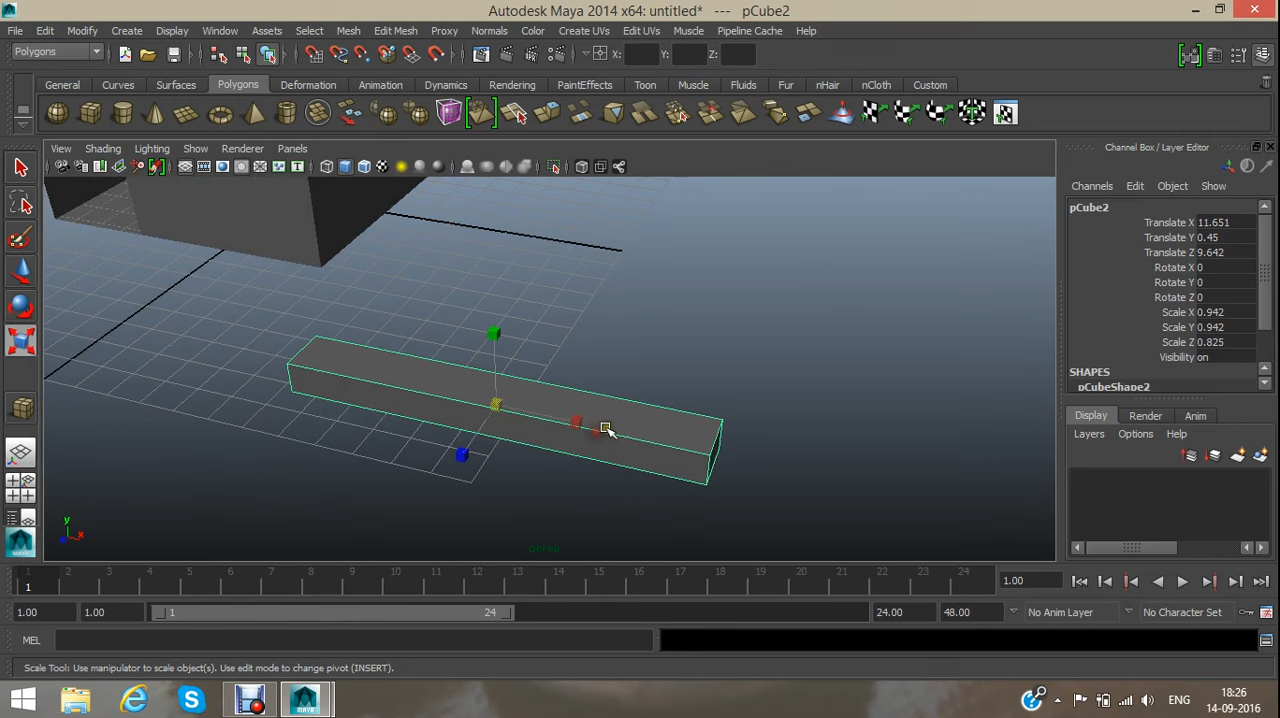 Autodesk Maya 2014 x64: untitled* --- pCube2
File Edit Modify Create Display Window Assets Select Mesh Edit Mesh Proxy Normals Color Create UVs Edit UVs Muscle Pipeline Cache Help
Polygons X: Y: Z:
General Curves Surfaces Polygons Deformation Animation Dynamics Rendering PaintEffects Toon Muscle Fluids Fur nHair nCloth Custom
View Shading Lighting Show Renderer Panels
Channel Box / Layer Editor
Channels Edit Object Show
pCube2
Translate X 11.651
Translate Y 0.45
Translate Z 9.642
Rotate X 0
Rotate Y 0
Rotate Z 0
Scale X 0.942
Scale Y 0.942
Scale Z 0.825
Visibility on
SHAPES
pCubeShape2
Display Render Anim
Layers Options Help
y
x
persp
1 2 3 4 5 6 7 8 9 10 11 12 13 14 15 16 17 18 19 20 21 22 23 24
1 1.00
1.00 1.00 1 24 24.00 48.00 No Anim Layer No Character Set
MEL
Scale Tool: Use manipulator to scale object(s). Use edit mode to change pivot (INSERT).
MAYA
ENG
18:26
14-09-2016